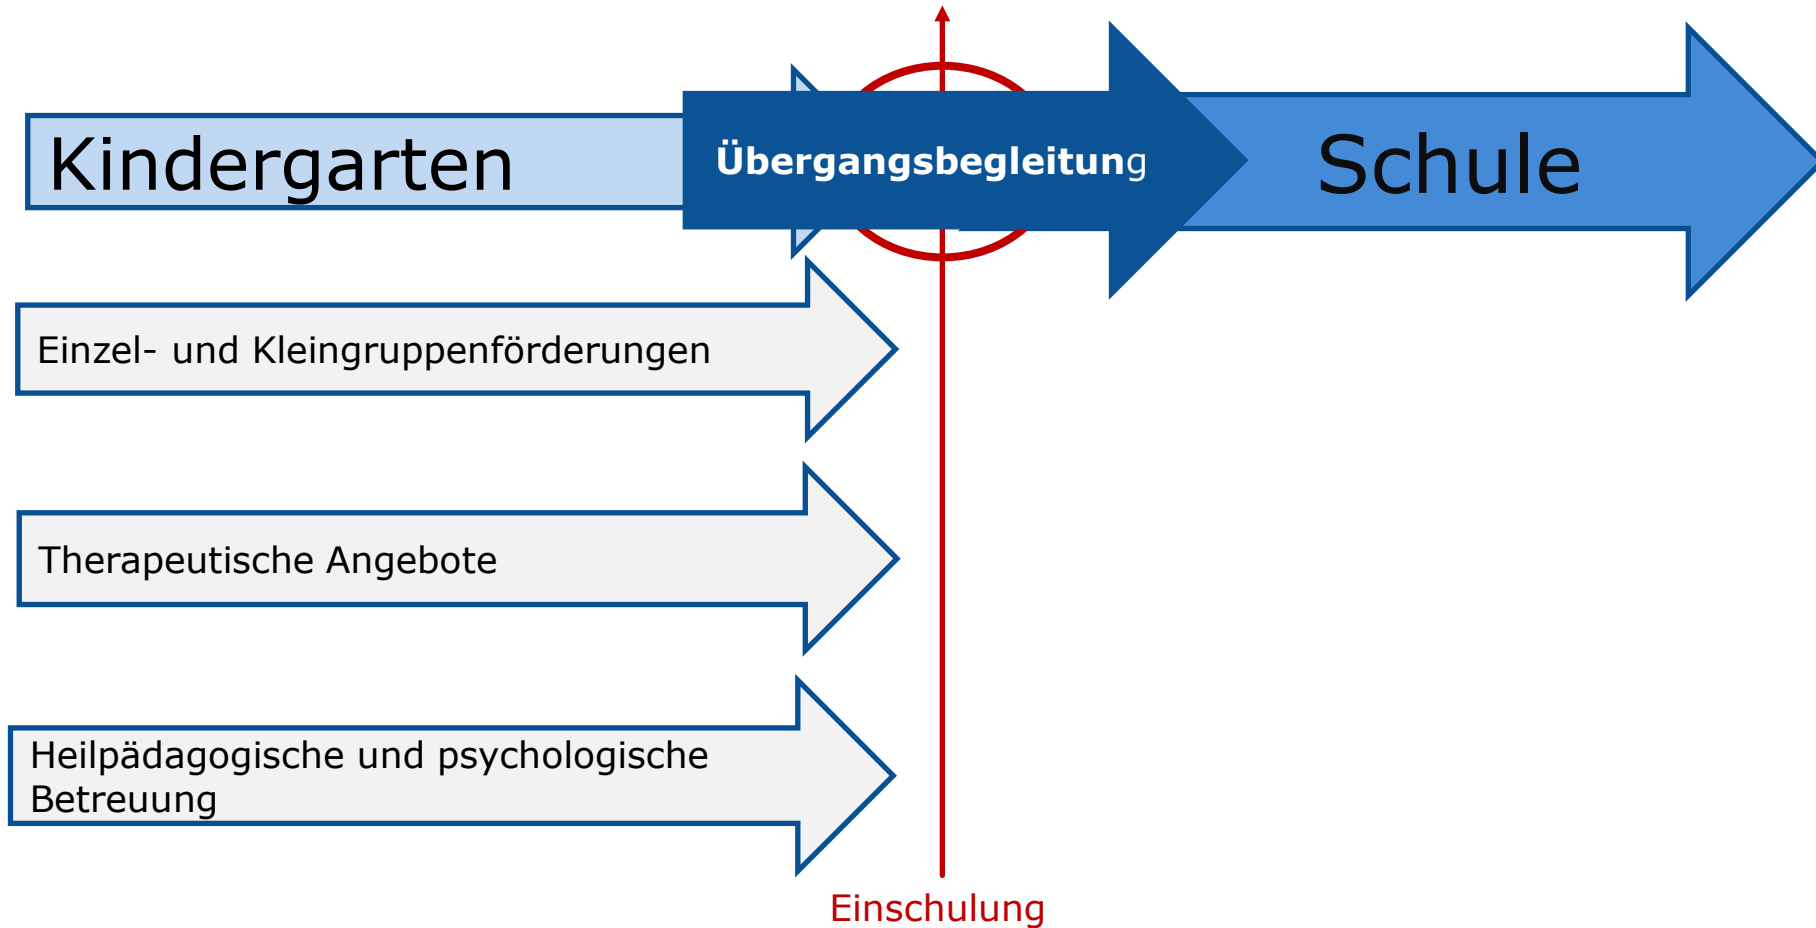 Kindergarten
Übergangsbegleitung
Schule
Einzel- und Kleingruppenförderungen
Therapeutische Angebote
Heilpädagogische und psychologische
Betreuung
Einschulung